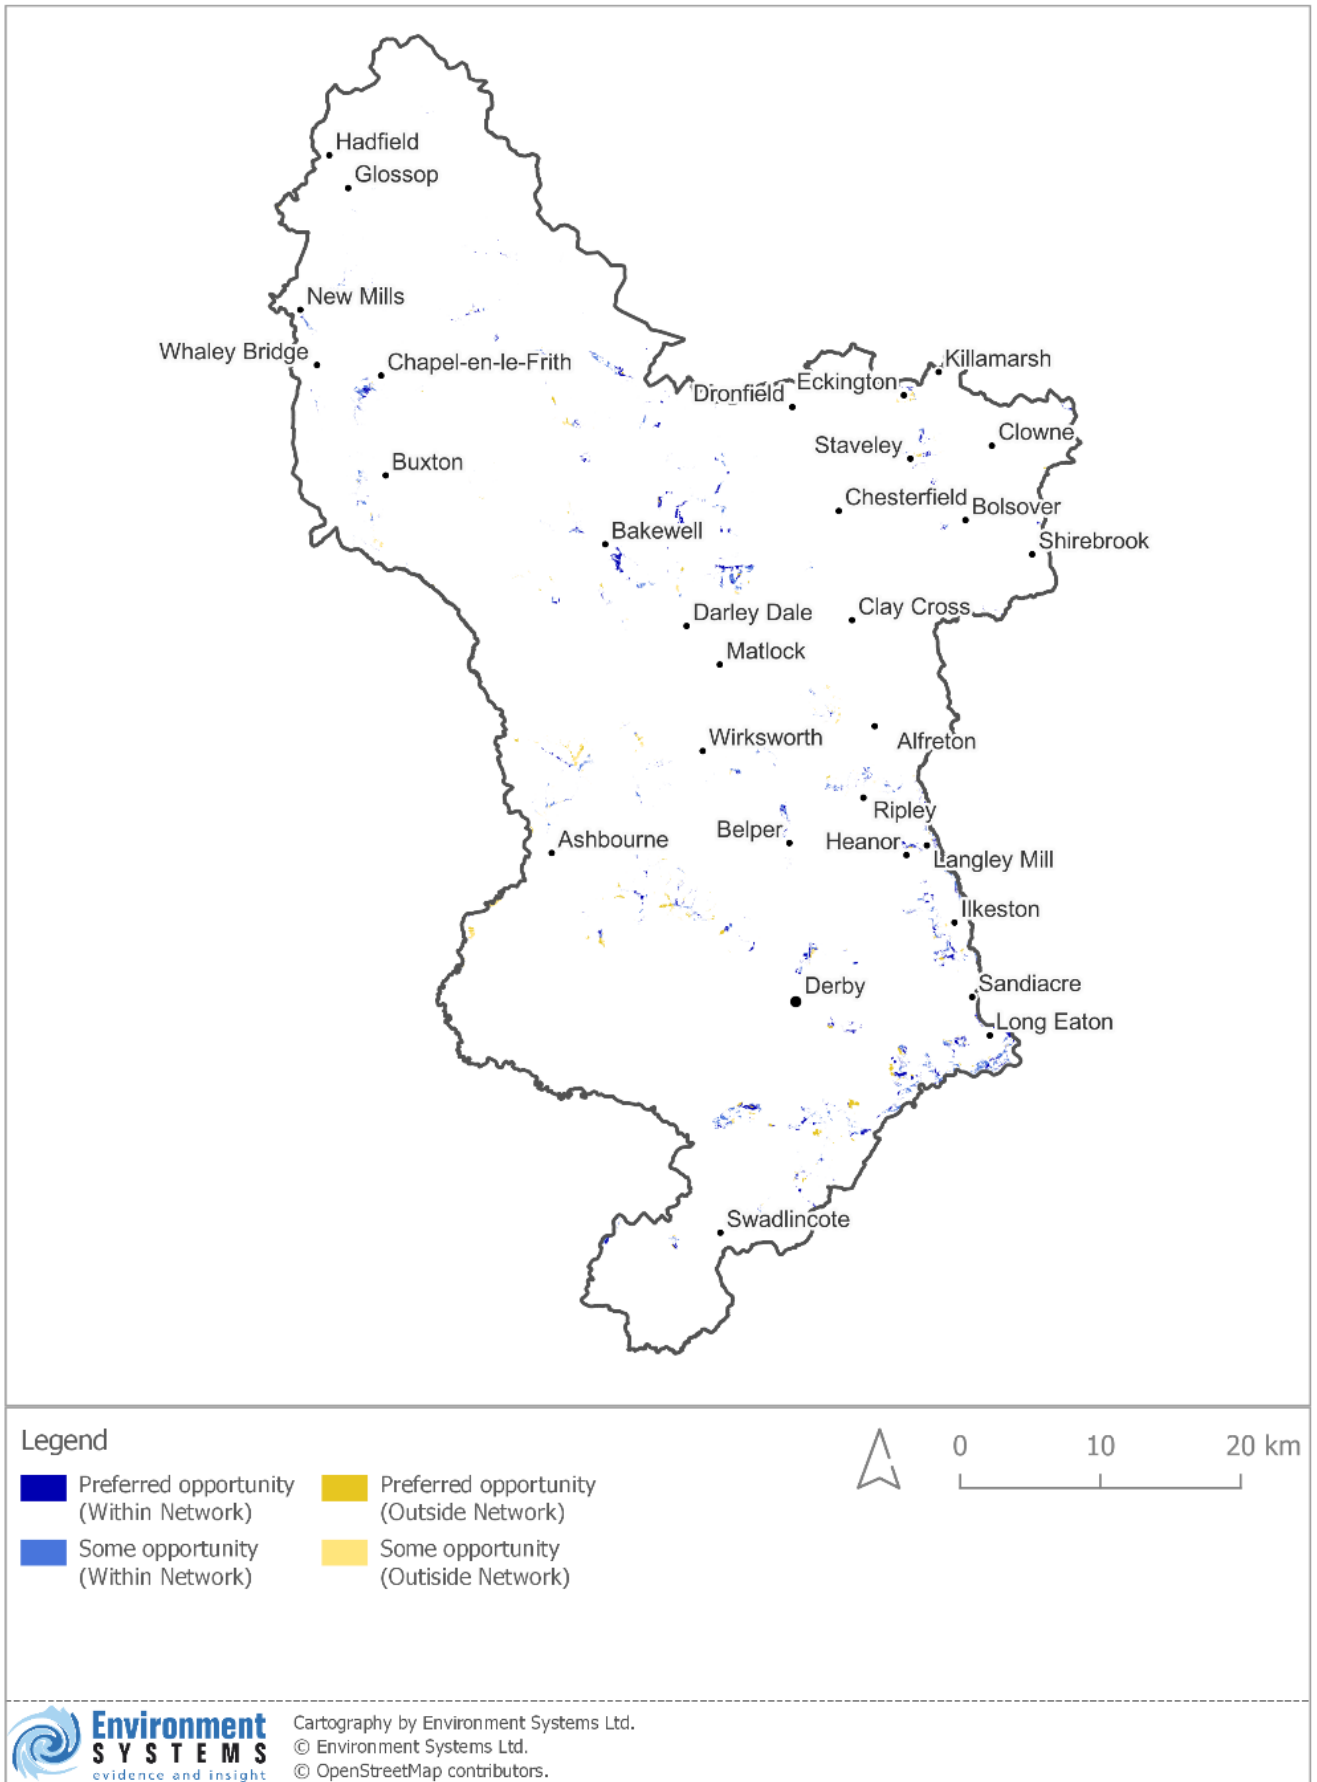 Hadfield
Glossop
New Mills
Whaley Bridge
Chapel-en-le-Frith
Killamarsh
Eckington
Dronfield
Clowne
Staveley
Buxton
Chesterfield
Bolsover
Bakewell
Shirebrook
Darley Dale
Clay Cross
Matlock
Wirksworth
Alfreton
Ripley
Belper
Heanor
Ashbourne
Langley Mill
Ilkeston
Derby
Sandiacre
Long Eaton
Swadlincote
Legend
0 10 20 km
Preferred opportunity
(Within Network)
Preferred opportunity
(Outside Network)
Some opportunity
(Within Network)
Some opportunity
(Outiside Network)
Environment
SYSTEMS
evidence and insight
Cartography by Environment Systems Ltd.
© Environment Systems Ltd.
© OpenStreetMap contributors.